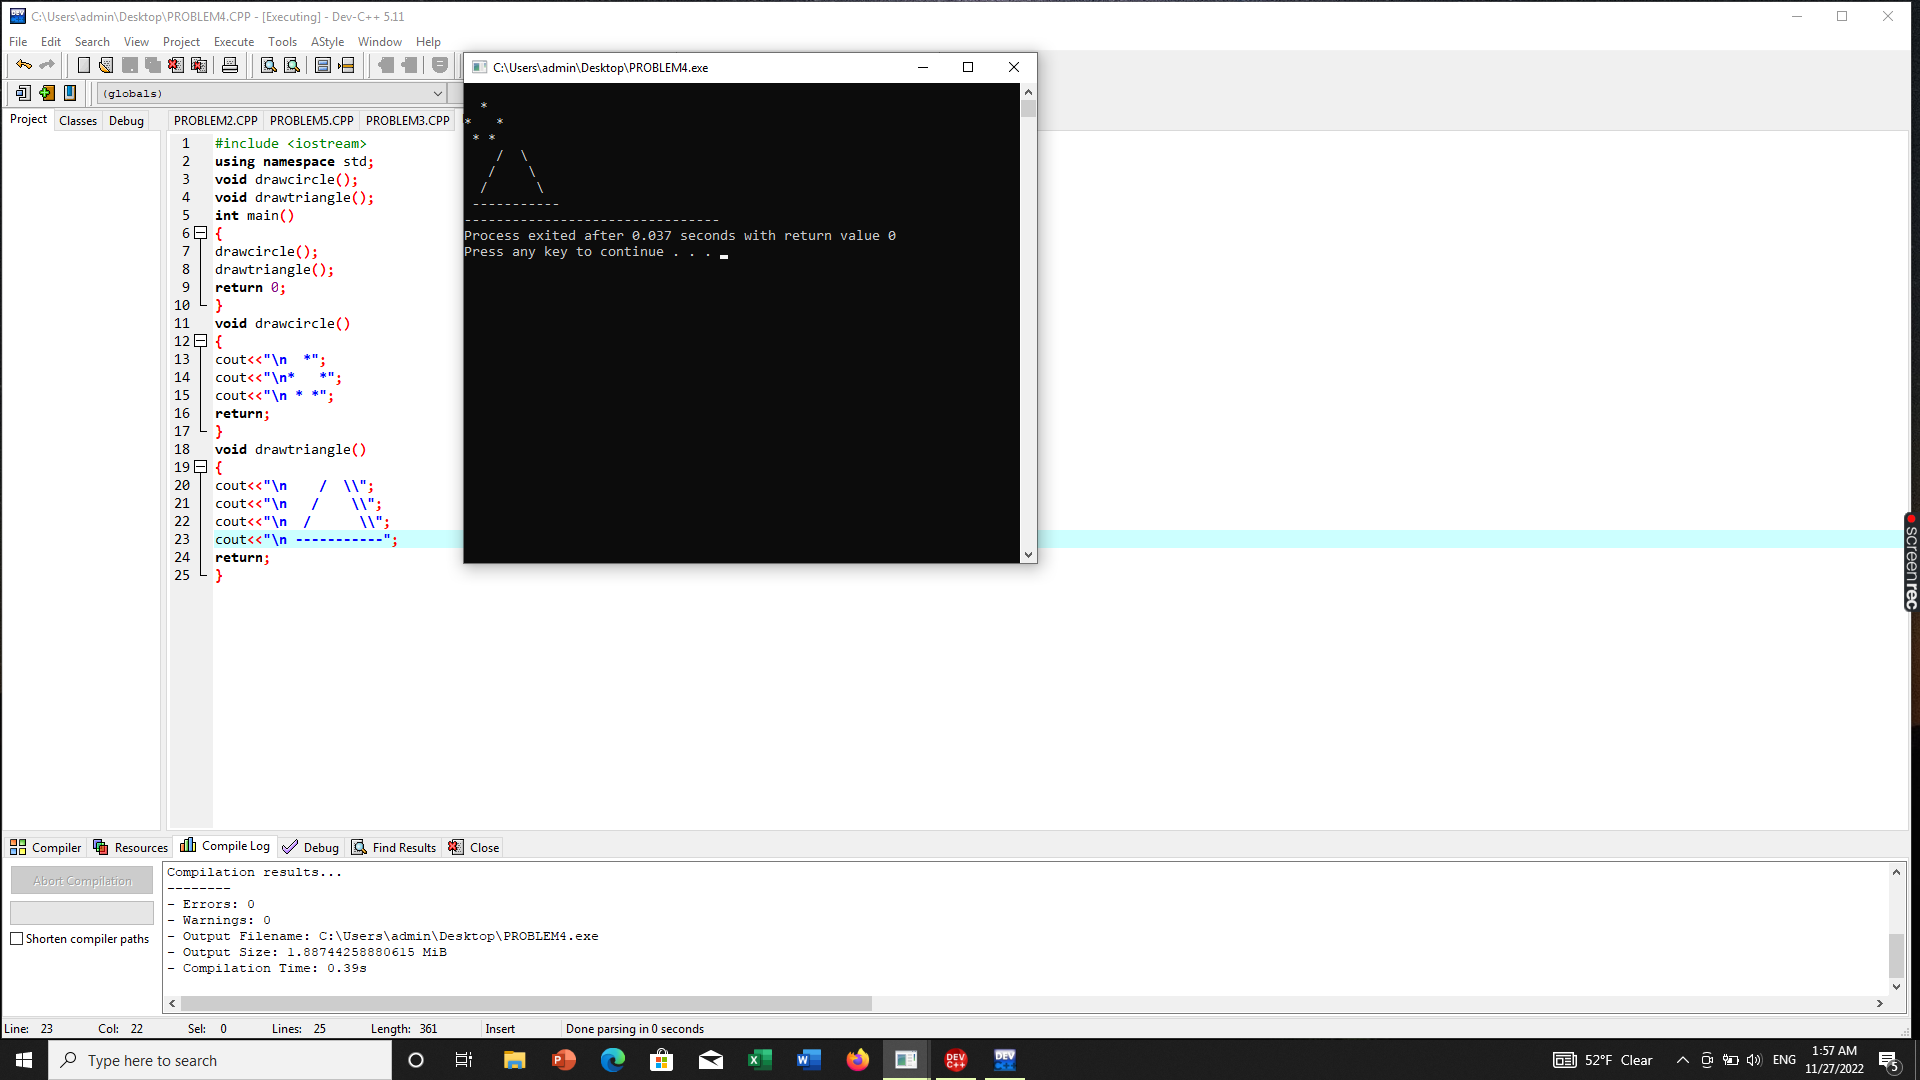 C:\Users\admin\Desktop\PROBLEM4.CPP - [Executing] - Dev-C++ 5.11
File Edit Search View Project Execute Tools AStyle Window Help
(globals)
Project Classes Debug
PROBLEM2.CPP PROBLEM5.CPP PROBLEM3.CPP
1 #include <iostream>
2 using namespace std;
3 void drawcircle();
4 void drawtriangle();
5 int main()
6 {
7 drawcircle();
8 drawtriangle();
9 return 0;
10 }
11 void drawcircle()
12 {
13 cout<<"\n  *";
14 cout<<"\n*   *";
15 cout<<"\n * *";
16 return;
17 }
18 void drawtriangle()
19 {
20 cout<<"\n    /  \\";
21 cout<<"\n   /    \\";
22 cout<<"\n  /      \\";
23 cout<<"\n -----------";
24 return;
25 }
C:\Users\admin\Desktop\PROBLEM4.exe
  *
*   *
 * *
    /  \
   /    \
  /      \
 -----------
--------------------------------
Process exited after 0.037 seconds with return value 0
Press any key to continue . . .
screenrec
Compiler Resources Compile Log Debug Find Results Close
Abort Compilation
Shorten compiler paths
Compilation results...
--------
- Errors: 0
- Warnings: 0
- Output Filename: C:\Users\admin\Desktop\PROBLEM4.exe
- Output Size: 1.88744258880615 MiB
- Compilation Time: 0.39s
Line: 23 Col: 22 Sel: 0 Lines: 25 Length: 361 Insert Done parsing in 0 seconds
Type here to search
52°F Clear
ENG
1:57 AM
11/27/2022
5